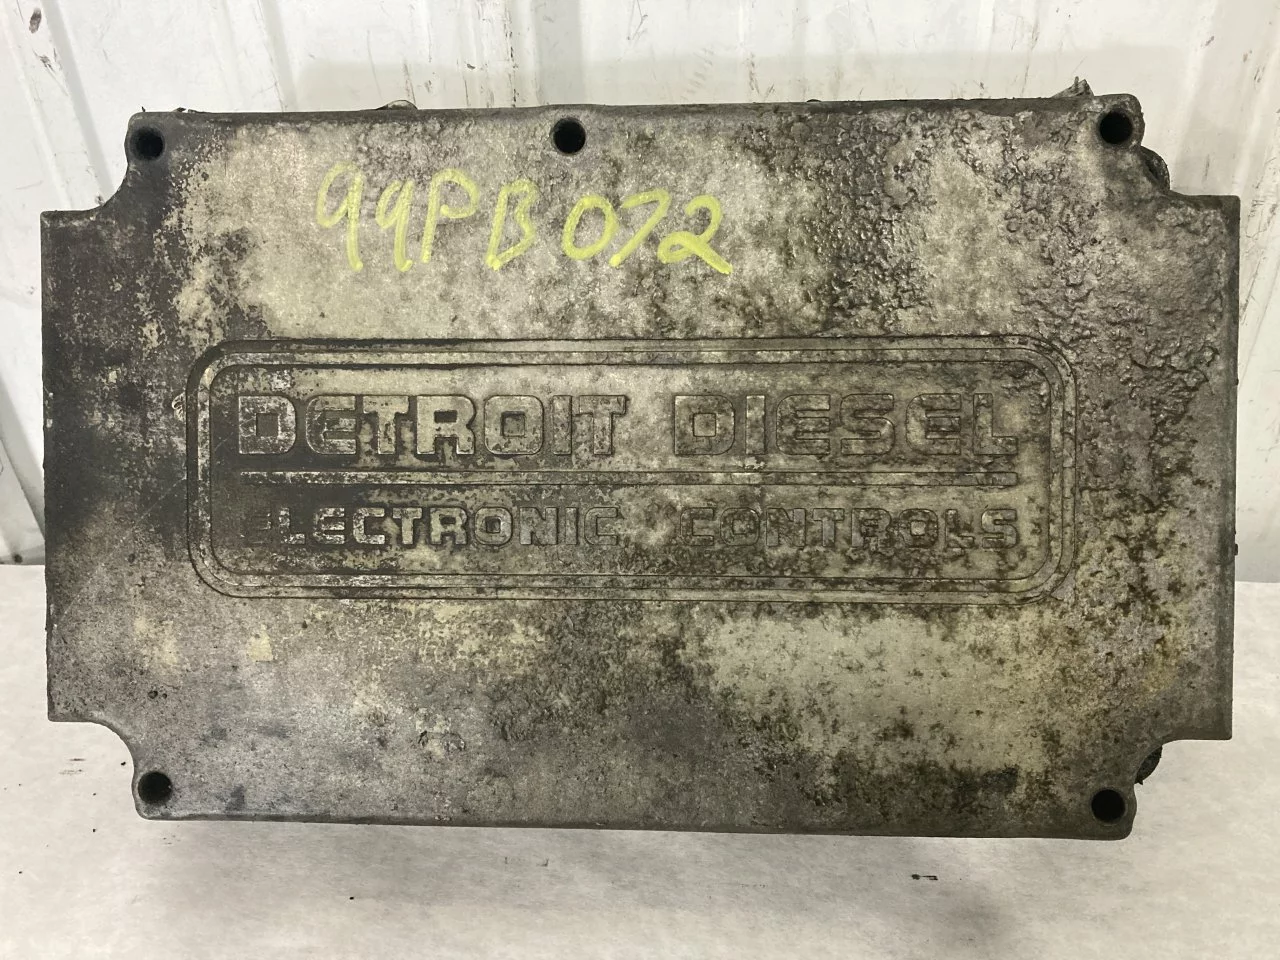 99PB072
DETROIT DIESEL
ELECTRONIC CONTROLS